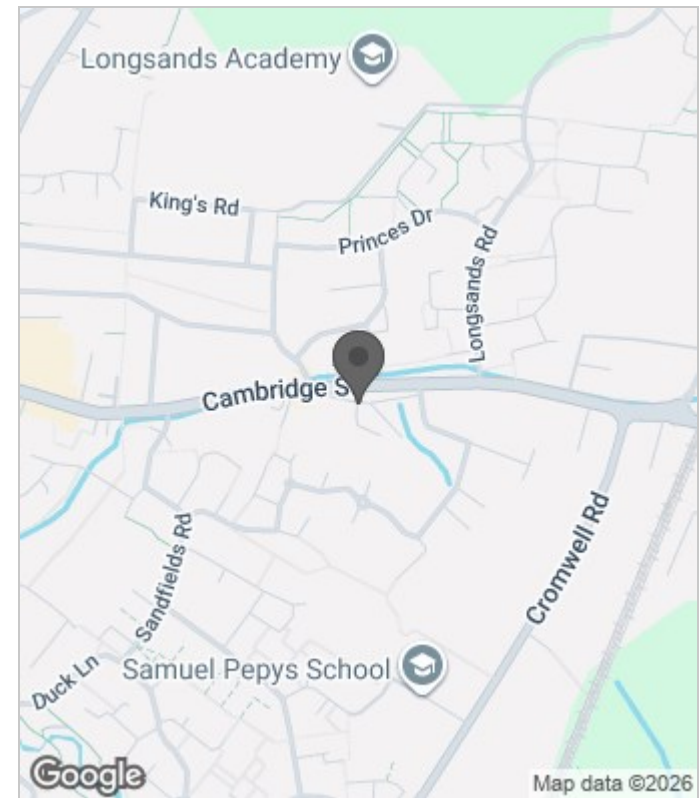 Longsands Academy
King's Rd
Princes Dr
Longsands Rd
Cambridge S
Cromwell Rd
Sandfields Rd
Samuel Pepys School
Duck Ln
Google
Map data ©2026